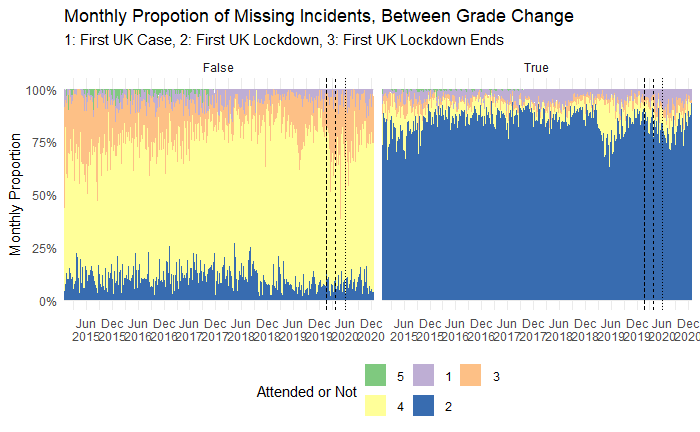 Monthly Propotion of Missing Incidents, Between Grade Change
1: First UK Case, 2: First UK Lockdown, 3: First UK Lockdown Ends
False
True
Monthly Proportion
100%
75%
50%
25%
0%
Jun Dec Jun Dec Jun Dec Jun Dec Jun Dec Jun Dec
2015 2015 2016 2016 2017 2017 2018 2018 2019 2019 2020 2020
Jun Dec Jun Dec Jun Dec Jun Dec Jun Dec Jun Dec
2015 2015 2016 2016 2017 2017 2018 2018 2019 2019 2020 2020
Attended or Not
5 1 3
4 2